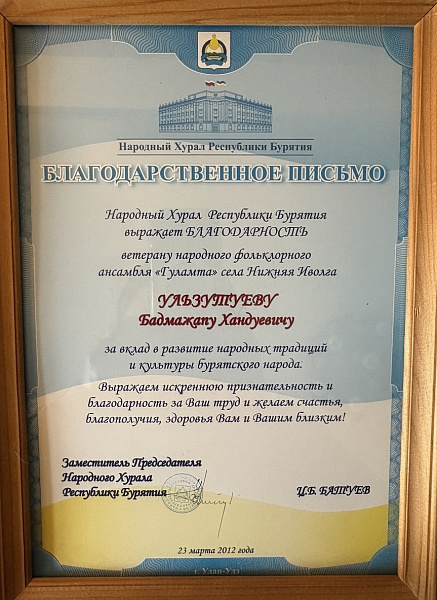 Народный Хурал Республики Бурятия
БЛАГОДАРСТВЕННОЕ ПИСЬМО
Народный Хурал Республики Бурятия
выражает БЛАГОДАРНОСТЬ
ветерану народного фольклорного
ансамбля «Гуламта» села Нижняя Иволга
УЛЬЗУТУЕВУ
Бадмажапу Хандуевичу
за вклад в развитие народных традиций
и культуры бурятского народа.
Выражаем искреннюю признательность и
благодарность за Ваш труд и желаем счастья,
благополучия, здоровья Вам и Вашим близким!
Заместитель Председателя
Народного Хурала
Республики Бурятия
Ц.Б. БАТУЕВ
23 марта 2012 года
г. Улан-Удэ